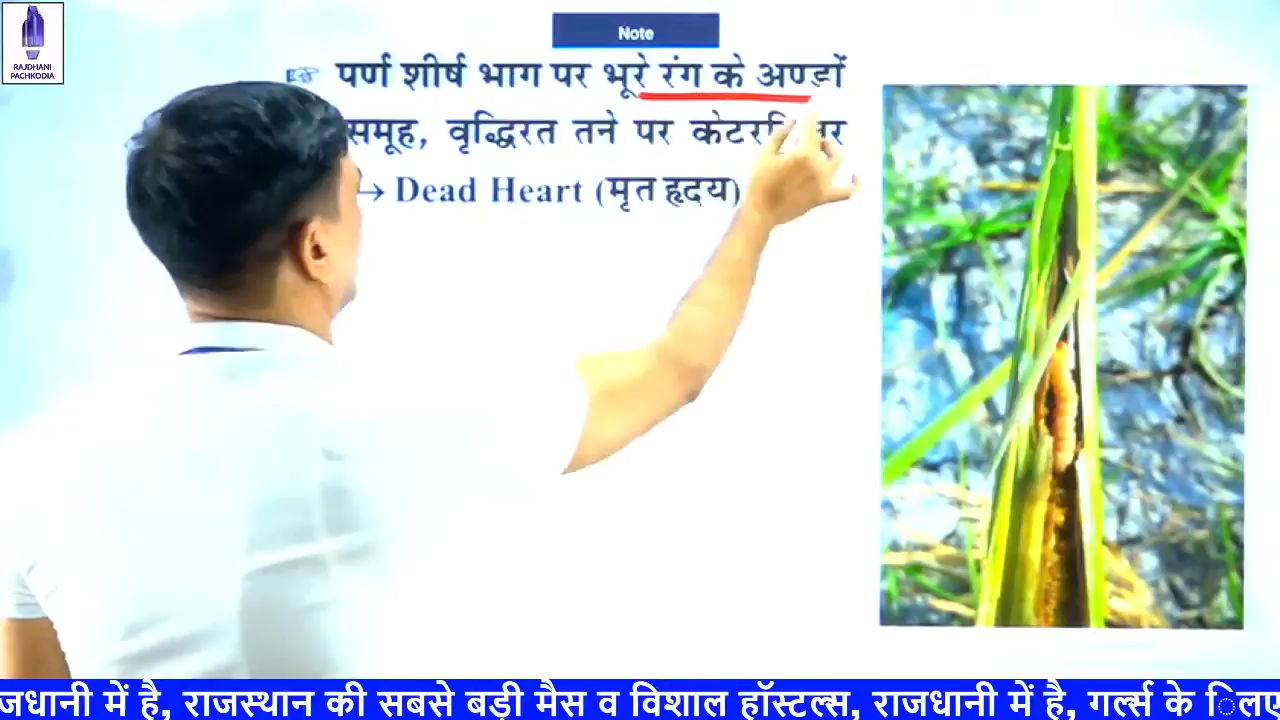 RAJDHANI
PACHKODIA
Note
पर्ण शीर्ष भाग पर भूरे रंग के अण्डों
समूह, वृद्धिरत तने पर
→ Dead Heart (मृत हृदय)
जधानी में है, राजस्थान की सबसे बड़ी मैस व विशाल हॉस्टल्स, राजधानी में है, गर्ल्स के लिए